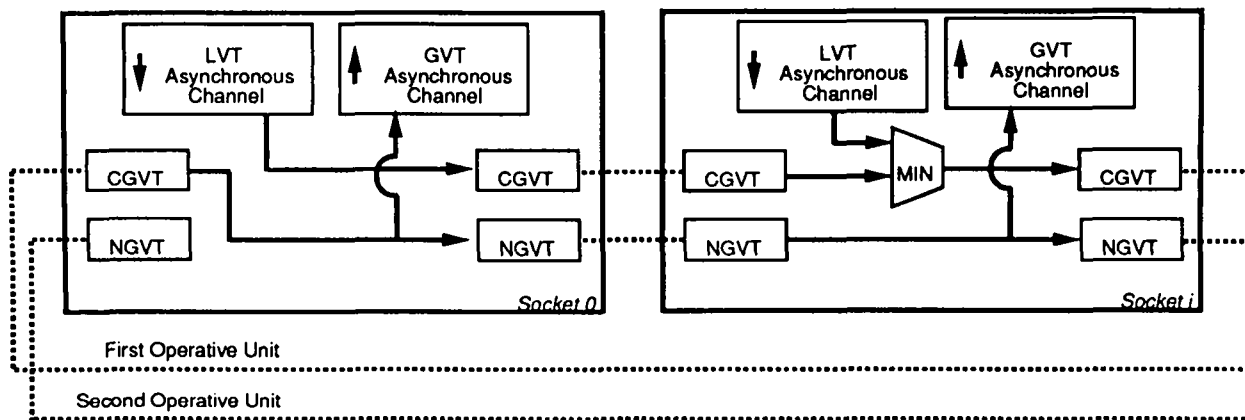 LVT
Asynchronous
Channel
GVT
Asynchronous
Channel
CGVT
NGVT
CGVT
NGVT
Socket 0
LVT
Asynchronous
Channel
GVT
Asynchronous
Channel
MIN
CGVT
NGVT
CGVT
NGVT
Socket i
First Operative Unit
Second Operative Unit